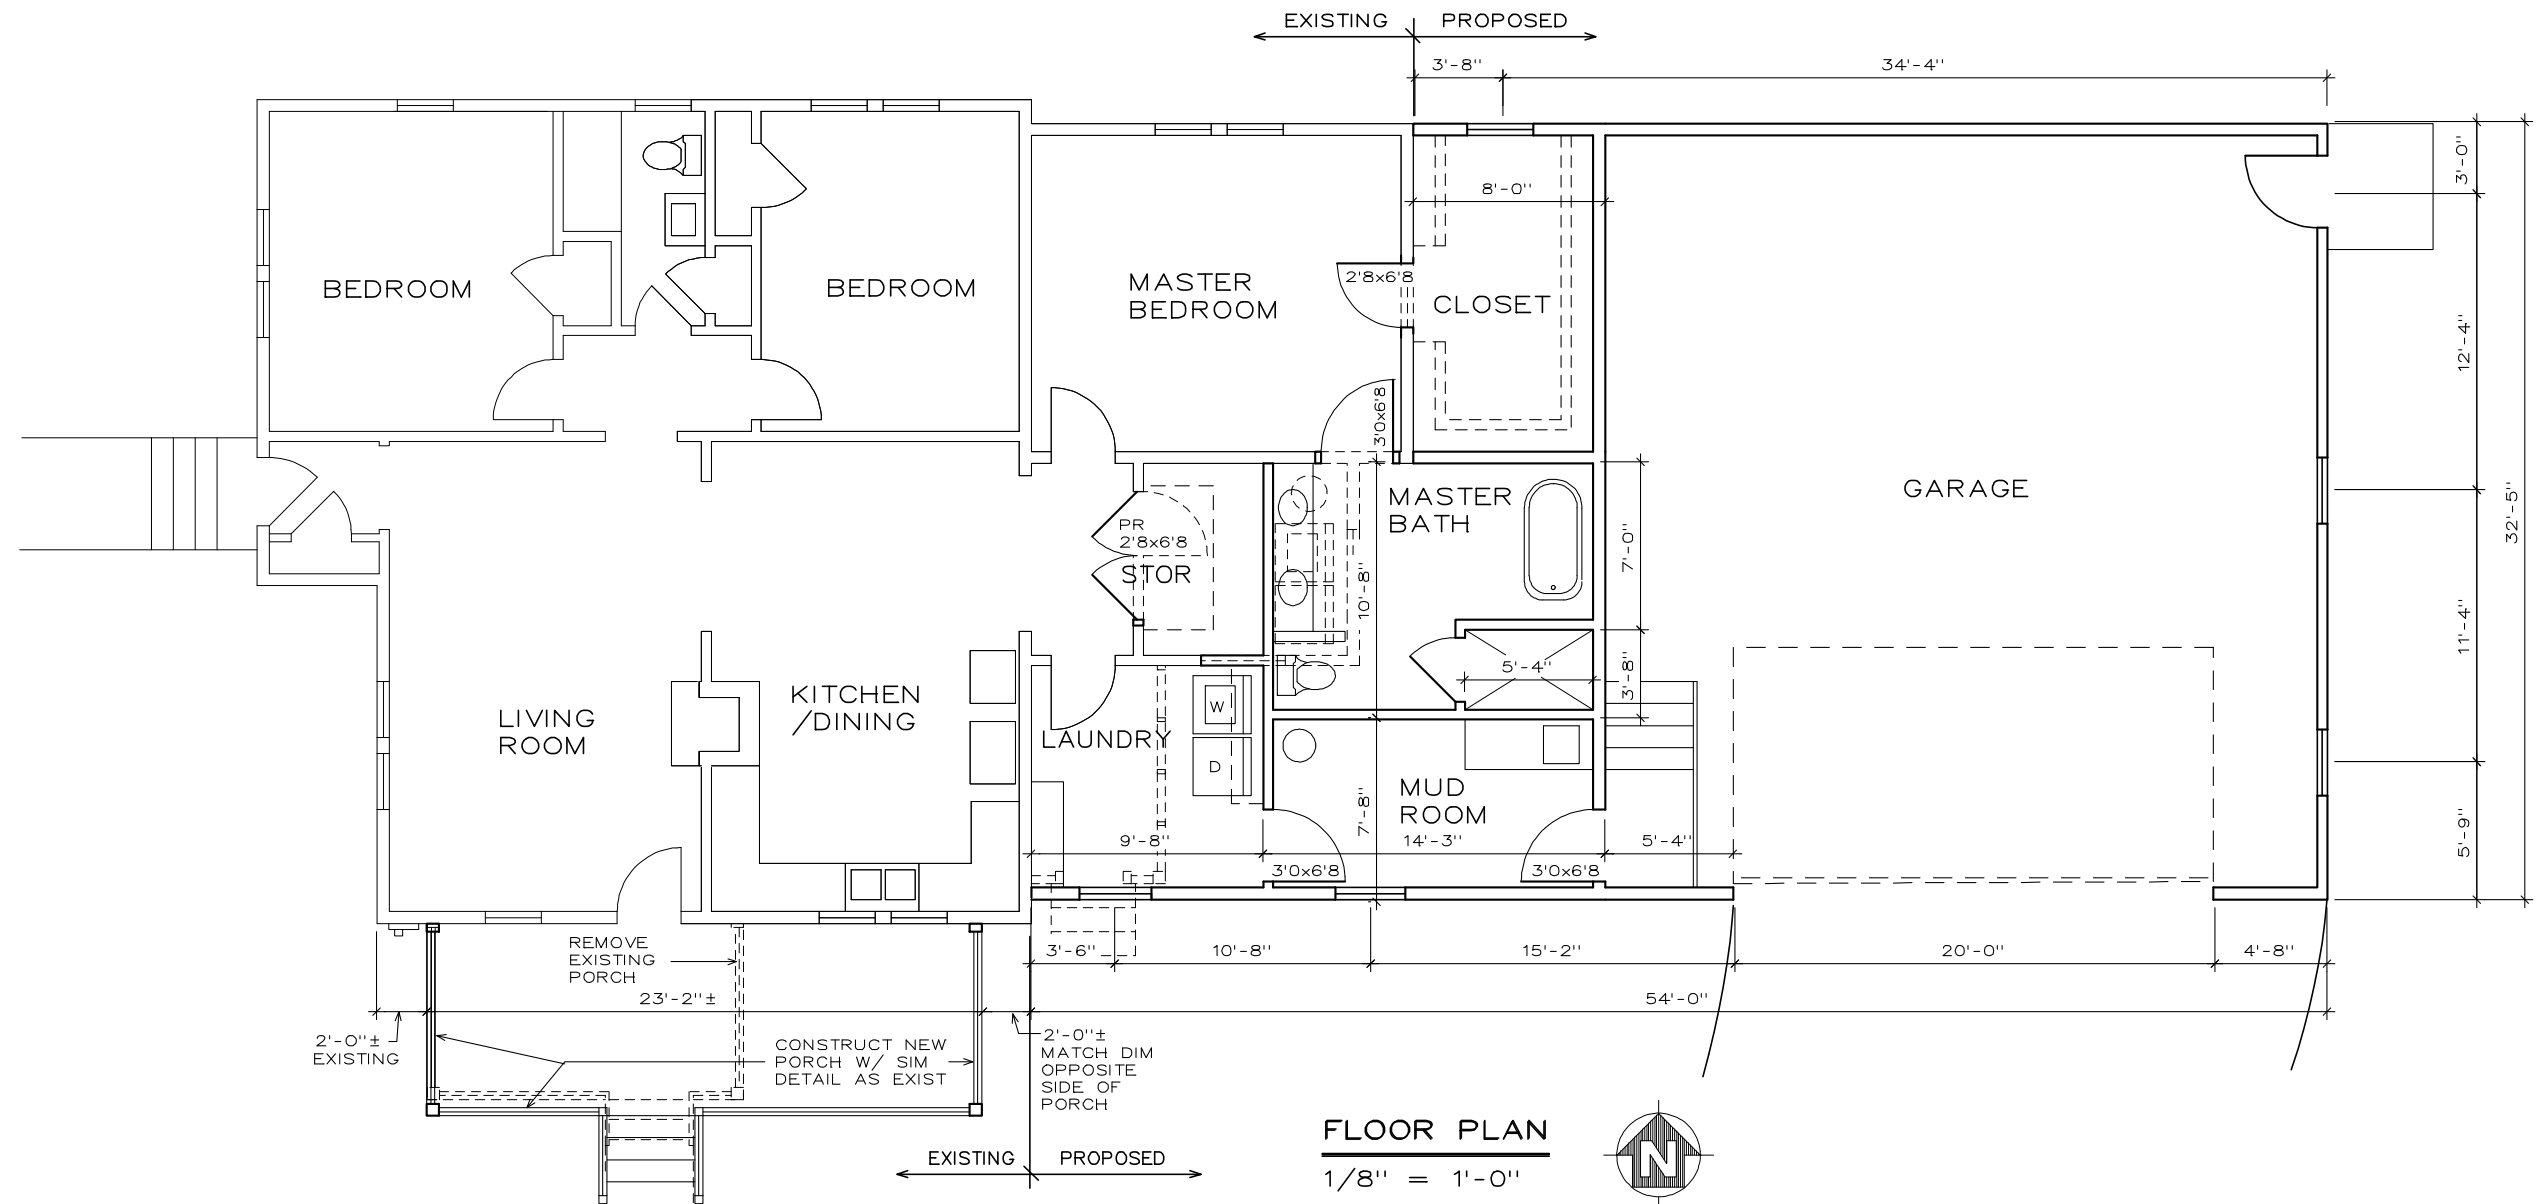 EXISTING PROPOSED
3'-8" 34'-4"
3'-0"
8'-0"
BEDROOM
BEDROOM
MASTER
BEDROOM
2'8x6'8
CLOSET
12'-4"
32'-5"
3'0x6'8
GARAGE
MASTER
BATH
PR
2'8x6'8
STOR
7'-0"
10'-8"
11'-4"
5'-4"
3'-8"
LIVING
ROOM
KITCHEN
/DINING
LAUNDRY
W
D
MUD
ROOM
7'-8"
5'-9"
9'-8" 14'-3" 5'-4"
3'0x6'8 3'0x6'8
REMOVE
EXISTING
PORCH
3'-6" 10'-8" 15'-2" 20'-0" 4'-8"
23'-2"± 54'-0"
2'-0"±
EXISTING
CONSTRUCT NEW
PORCH W/ SIM
DETAIL AS EXIST
2'-0"±
MATCH DIM
OPPOSITE
SIDE OF
PORCH
EXISTING PROPOSED
FLOOR PLAN
1/8" = 1'-0"
N